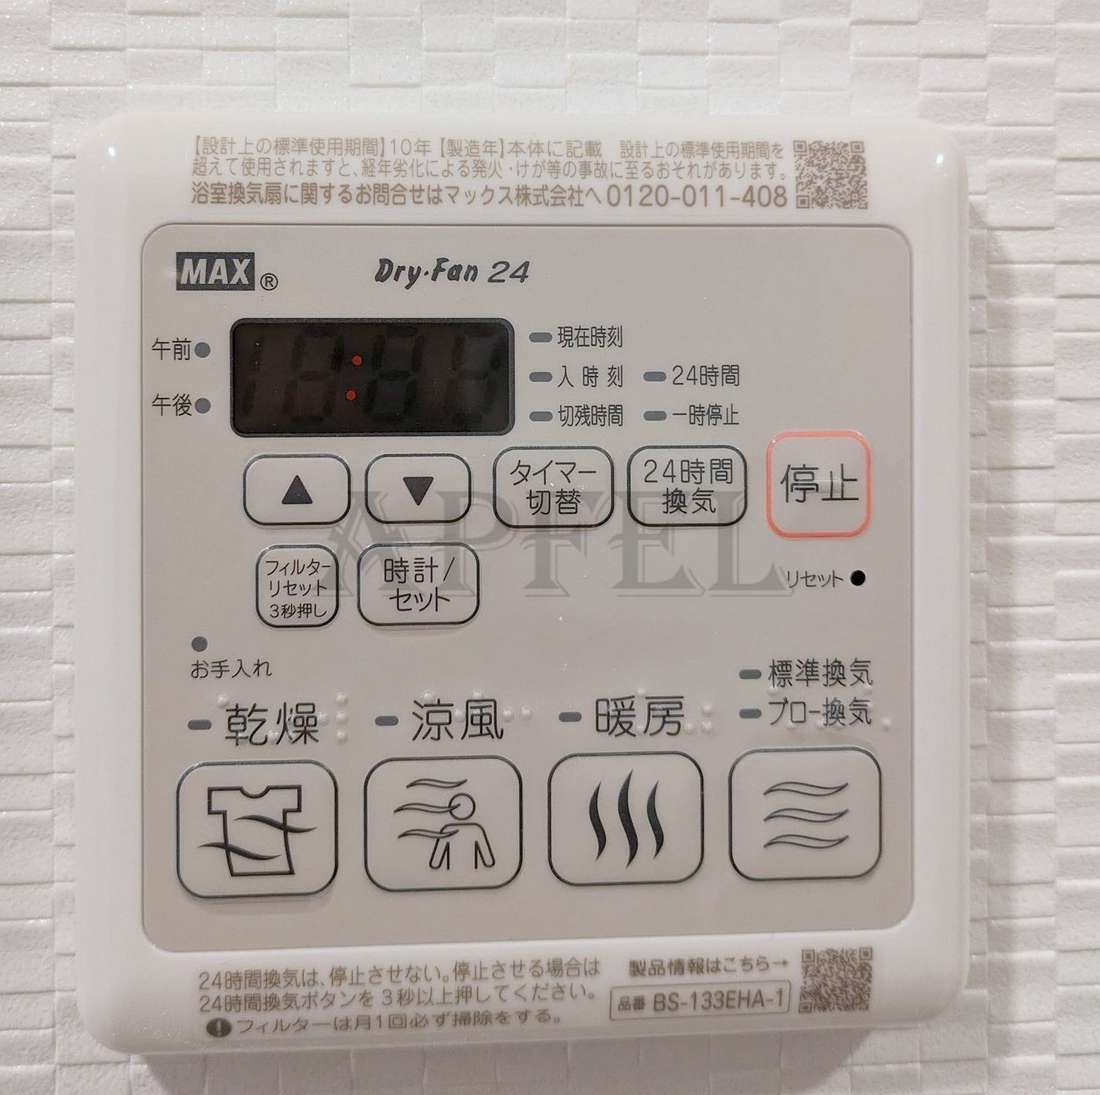 【設計上の標準使用期間】10年【製造年】本体に記載 設計上の標準使用期間を
超えて使用されますと、経年劣化による発火・けが等の事故に至るおそれがあります。
浴室換気扇に関するお問合せはマックス株式会社へ 0120-011-408
MAX® Dry・Fan 24
午前
午後
現在時刻
入時刻 24時間
切残時間 一時停止
▲ ▼
タイマー
切替
24時間
換気
停止
フィルター
リセット
3秒押し
時計/
セット
リセット
APFEL
お手入れ
乾燥 涼風 暖房
標準換気
ブロー換気
24時間換気は、停止させない。停止させる場合は
24時間換気ボタンを3秒以上押してください。
フィルターは月1回必ず掃除をする。
製品情報はこちら→
品番 BS-133EHA-1